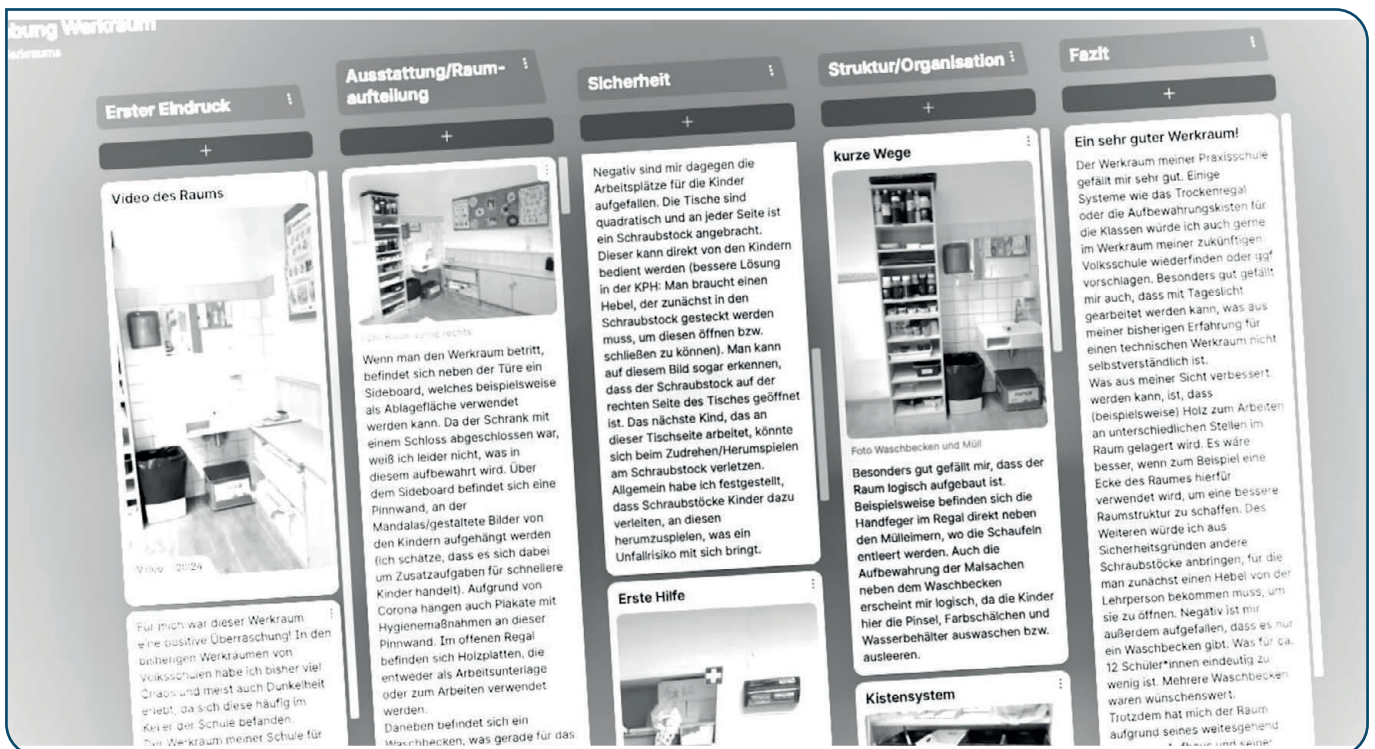 bung Werkraum
Erster Eindruck
+
Video des Raums
Video 20:24
Für mich war dieser Werkraum
eine positive Überraschung! In den
bisherigen Werkräumen von
Volksschulen habe ich bisher viel
Chaos und meist auch Dunkelheit
erlebt, da sich diese häufig im
Keller der Schule befanden.
Der Werkraum meiner Schule für
Ausstattung/Raum-
aufteilung
+
Foto Raum vorne rechts
Wenn man den Werkraum betritt,
befindet sich neben der Türe ein
Sideboard, welches beispielsweise
als Ablagefläche verwendet
werden kann. Da der Schrank mit
einem Schloss abgeschlossen war,
weiß ich leider nicht, was in
diesem aufbewahrt wird. Über
dem Sideboard befindet sich eine
Pinnwand, an der
Mandalas/gestaltete Bilder von
den Kindern aufgehängt werden
(ich schätze, dass es sich dabei
um Zusatzaufgaben für schnellere
Kinder handelt). Aufgrund von
Corona hängen auch Plakate mit
Hygienemaßnahmen an dieser
Pinnwand. Im offenen Regal
befinden sich Holzplatten, die
entweder als Arbeitsunterlage
oder zum Arbeiten verwendet
werden.
Daneben befindet sich ein
Waschbecken, was gerade für das
Sicherheit
+
Negativ sind mir dagegen die
Arbeitsplätze für die Kinder
aufgefallen. Die Tische sind
quadratisch und an jeder Seite ist
ein Schraubstock angebracht.
Dieser kann direkt von den Kindern
bedient werden (bessere Lösung
in der KPH: Man braucht einen
Hebel, der zunächst in den
Schraubstock gesteckt werden
muss, um diesen öffnen bzw.
schließen zu können). Man kann
auf diesem Bild sogar erkennen,
dass der Schraubstock auf der
rechten Seite des Tisches geöffnet
ist. Das nächste Kind, das an
dieser Tischseite arbeitet, könnte
sich beim Zudrehen/Herumspielen
am Schraubstock verletzen.
Allgemein habe ich festgestellt,
dass Schraubstöcke Kinder dazu
verleiten, an diesen
herumzuspielen, was ein
Unfallrisiko mit sich bringt.
Erste Hilfe
Struktur/Organisation
+
kurze Wege
Foto Waschbecken und Müll
Besonders gut gefällt mir, dass der
Raum logisch aufgebaut ist.
Beispielsweise befinden sich die
Handfeger im Regal direkt neben
den Mülleimern, wo die Schaufeln
entleert werden. Auch die
Aufbewahrung der Malsachen
neben dem Waschbecken
erscheint mir logisch, da die Kinder
hier die Pinsel, Farbschälchen und
Wasserbehälter auswaschen bzw.
ausleeren.
Kistensystem
Fazit
+
Ein sehr guter Werkraum!
Der Werkraum meiner Praxisschule
gefällt mir sehr gut. Einige
Systeme wie das Trockenregal
oder die Aufbewahrungskisten für
die Klassen würde ich auch gerne
im Werkraum meiner zukünftigen
Volksschule wiederfinden oder ggf
vorschlagen. Besonders gut gefällt
mir auch, dass mit Tageslicht
gearbeitet werden kann, was aus
meiner bisherigen Erfahrung für
einen technischen Werkraum nicht
selbstverständlich ist.
Was aus meiner Sicht verbessert
werden kann, ist, dass
(beispielsweise) Holz zum Arbeiten
an unterschiedlichen Stellen im
Raum gelagert wird. Es wäre
besser, wenn zum Beispiel eine
Ecke des Raumes hierfür
verwendet wird, um eine bessere
Raumstruktur zu schaffen. Des
Weiteren würde ich aus
Sicherheitsgründen andere
Schraubstöcke anbringen, für die
man zunächst einen Hebel von der
Lehrperson bekommen muss, um
sie zu öffnen. Negativ ist mir
außerdem aufgefallen, dass es nur
ein Waschbecken gibt. Was für ca.
12 Schüler*innen eindeutig zu
wenig ist. Mehrere Waschbecken
wären wünschenswert.
Trotzdem hat mich der Raum
aufgrund seines weitesgehend